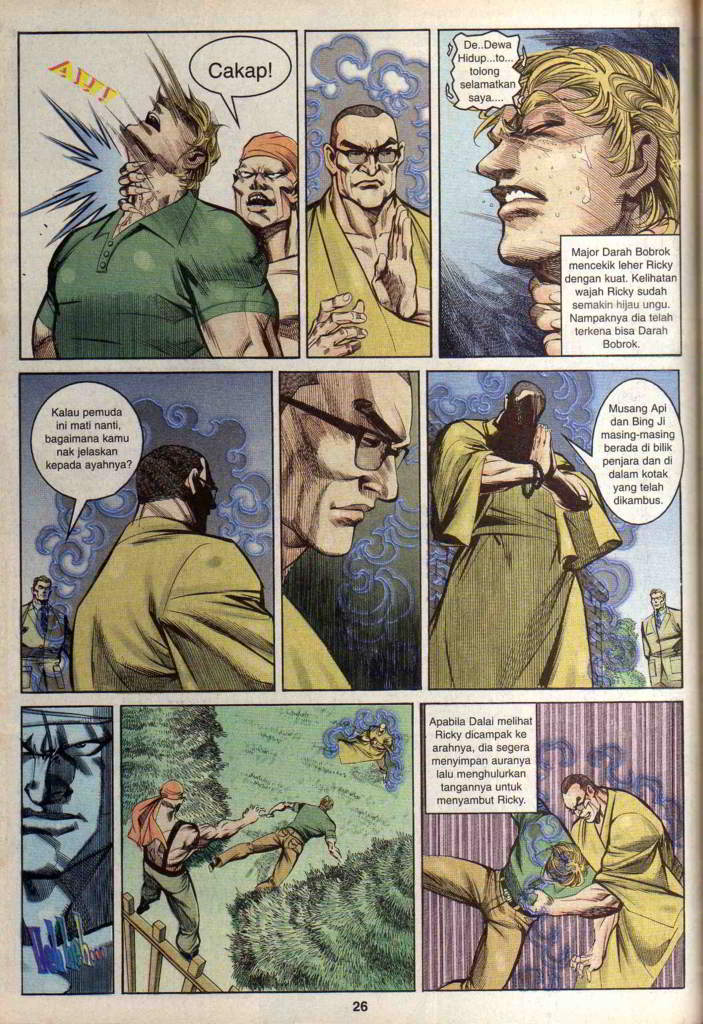 AH!
Cakap!
De..Dewa
Hidup...to...
tolong
selamatkan
saya....
Major Darah Bobrok
mencekik leher Ricky
dengan kuat. Kelihatan
wajah Ricky sudah
semakin hijau ungu.
Nampaknya dia telah
terkena bisa Darah
Bobrok.
Kalau pemuda
ini mati nanti,
bagaimana kamu
nak jelaskan
kepada ayahnya?
Musang Api
dan Bing Ji
masing-masing
berada di bilik
penjara dan di
dalam kotak
yang telah
dikambus.
Apabila Dalai melihat
Ricky dicampak ke
arahnya, dia segera
menyimpan auranya
lalu menghulurkan
tangannya untuk
menyambut Ricky.
26